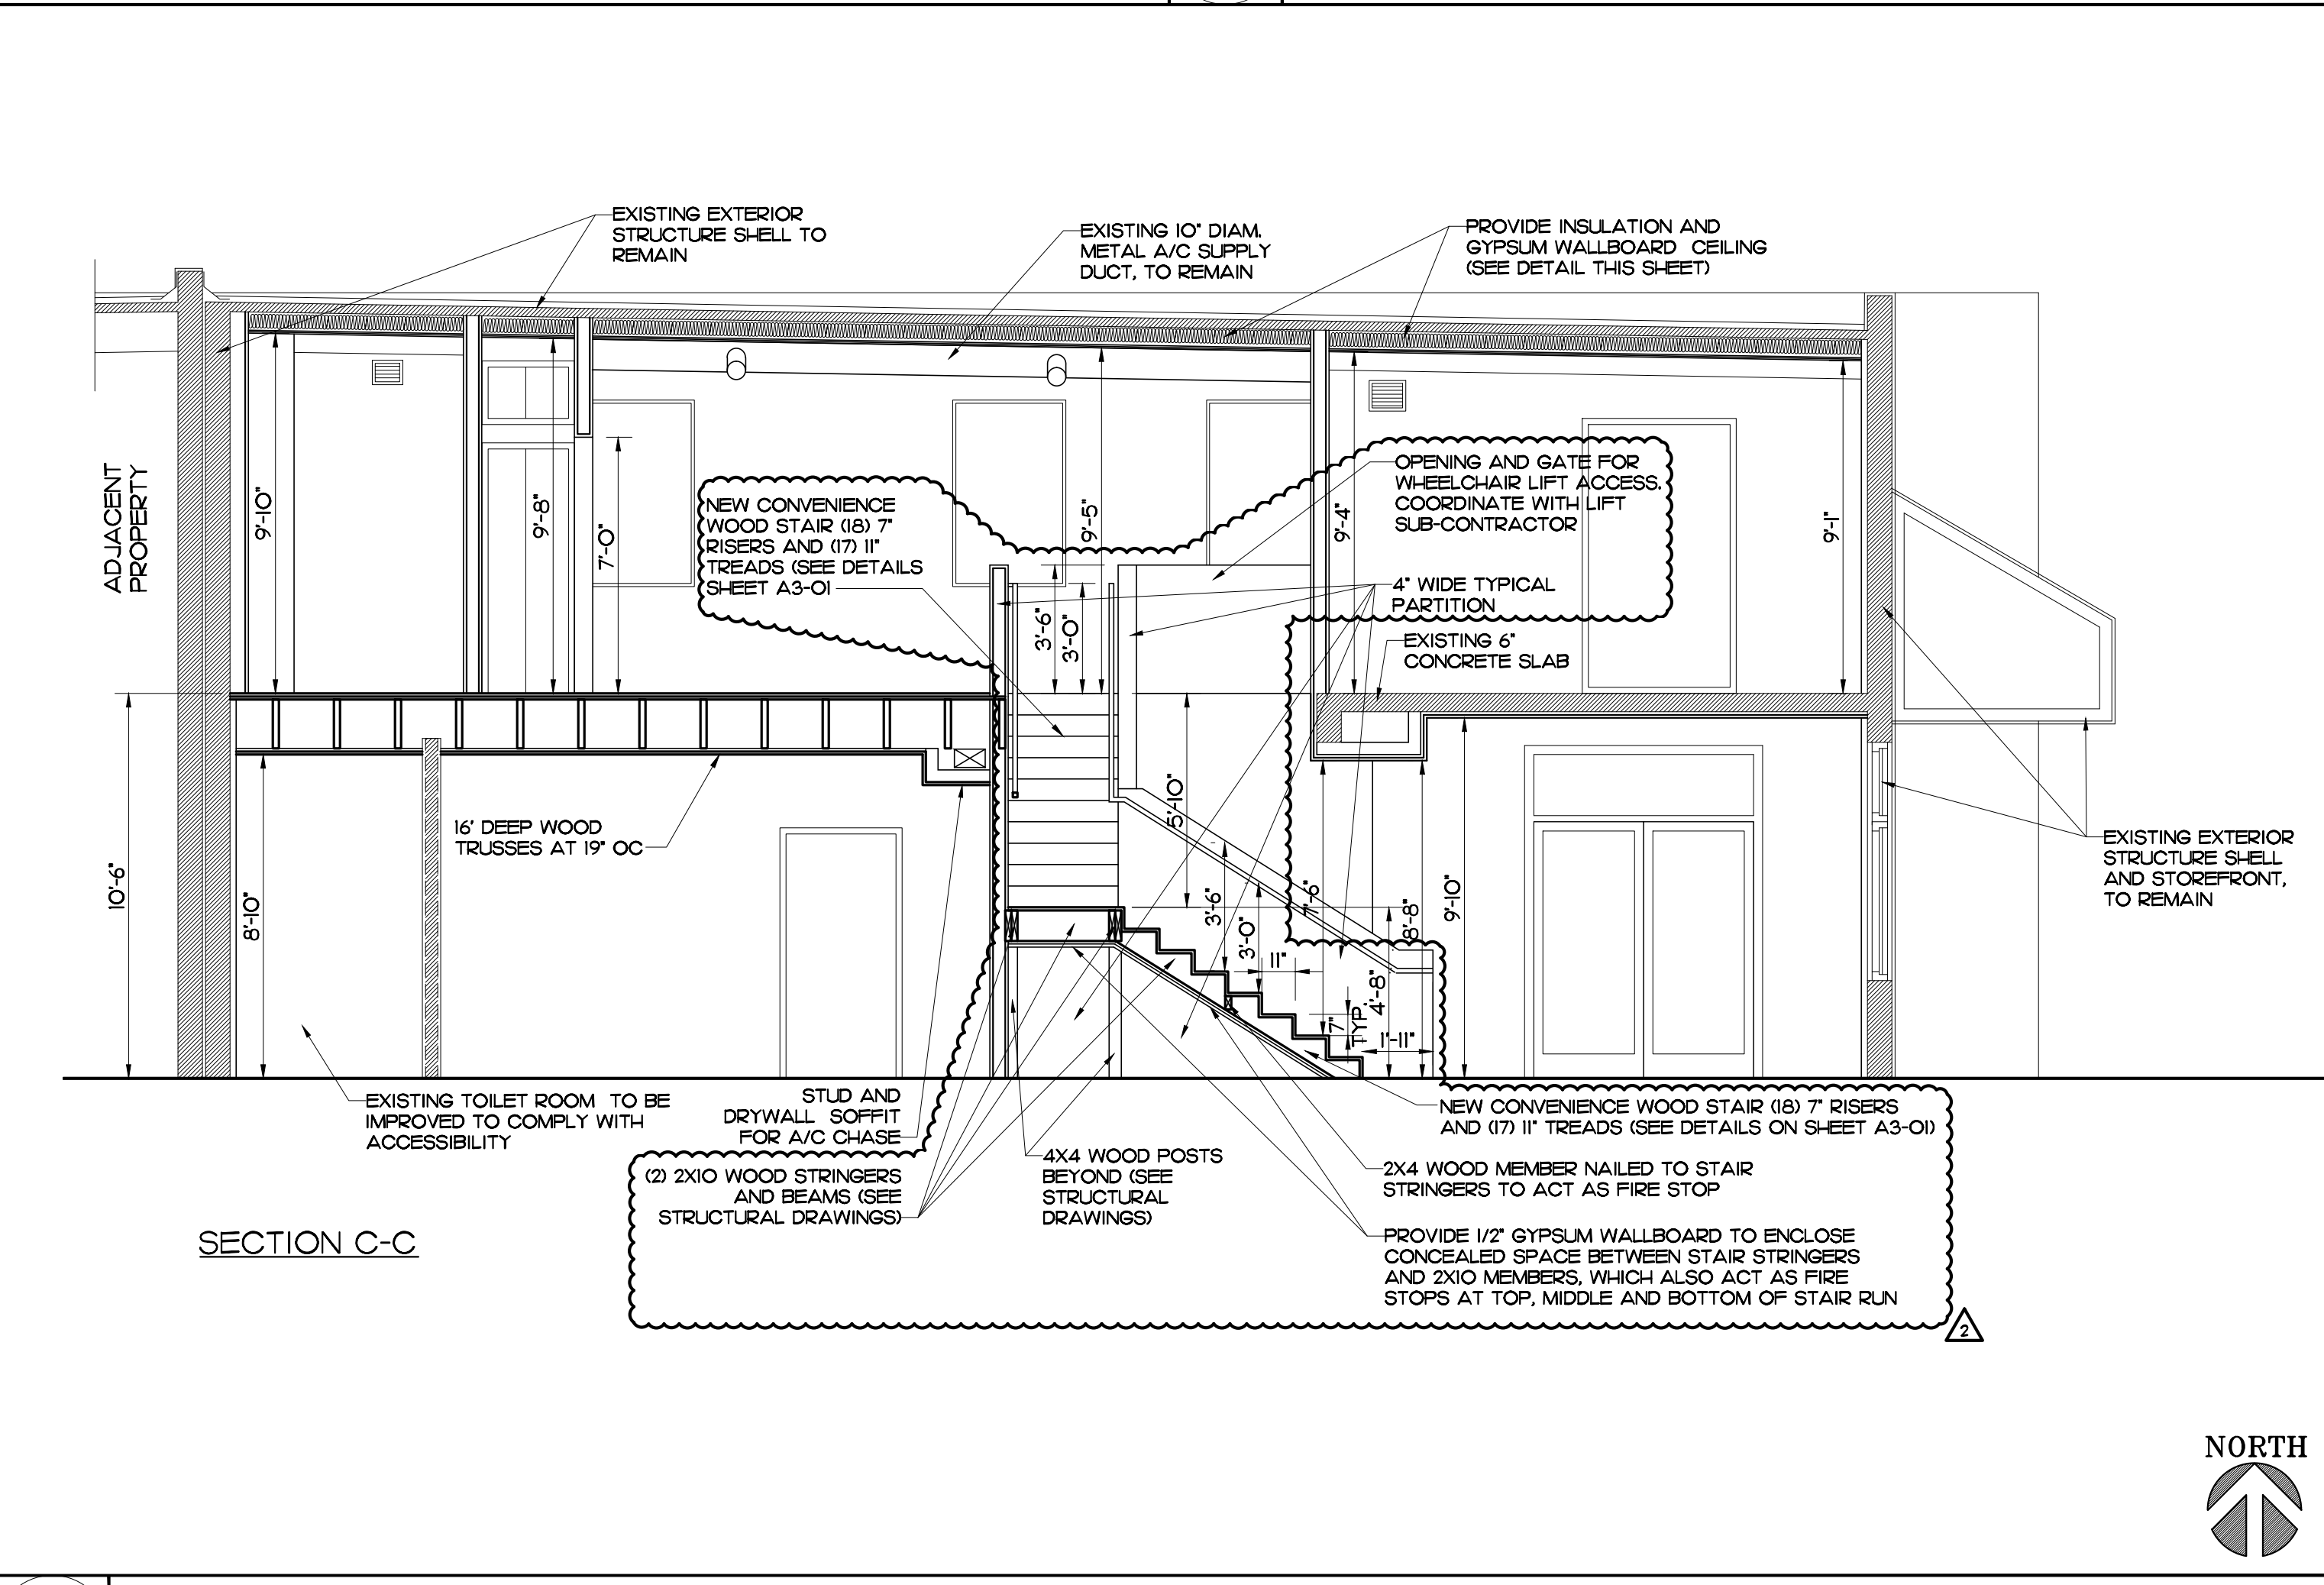 EXISTING EXTERIOR
STRUCTURE SHELL TO
REMAIN
EXISTING 10" DIAM.
METAL A/C SUPPLY
DUCT, TO REMAIN
PROVIDE INSULATION AND
GYPSUM WALLBOARD CEILING
(SEE DETAIL THIS SHEET)
ADJACENT
PROPERTY
9'-10"
9'-8"
7'-0"
NEW CONVENIENCE
WOOD STAIR (18) 7"
RISERS AND (17) 11"
TREADS (SEE DETAILS
SHEET A3-01
9'-5"
3'-6"
3'-0"
OPENING AND GATE FOR
WHEELCHAIR LIFT ACCESS.
COORDINATE WITH LIFT
SUB-CONTRACTOR
9'-4"
9'-1"
4" WIDE TYPICAL
PARTITION
EXISTING 6"
CONCRETE SLAB
10'-6"
8'-10"
16' DEEP WOOD
TRUSSES AT 19" OC
5'-10"
3'-6"
3'-0"
11"
7'-6"
7"
TYP.
4'-8"
8'-8"
1'-11"
9'-10"
EXISTING EXTERIOR
STRUCTURE SHELL
AND STOREFRONT,
TO REMAIN
EXISTING TOILET ROOM TO BE
IMPROVED TO COMPLY WITH
ACCESSIBILITY
STUD AND
DRYWALL SOFFIT
FOR A/C CHASE
(2) 2X10 WOOD STRINGERS
AND BEAMS (SEE
STRUCTURAL DRAWINGS)
4X4 WOOD POSTS
BEYOND (SEE
STRUCTURAL
DRAWINGS)
NEW CONVENIENCE WOOD STAIR (18) 7" RISERS
AND (17) 11" TREADS (SEE DETAILS ON SHEET A3-01)
2X4 WOOD MEMBER NAILED TO STAIR
STRINGERS TO ACT AS FIRE STOP
PROVIDE 1/2" GYPSUM WALLBOARD TO ENCLOSE
CONCEALED SPACE BETWEEN STAIR STRINGERS
AND 2X10 MEMBERS, WHICH ALSO ACT AS FIRE
STOPS AT TOP, MIDDLE AND BOTTOM OF STAIR RUN
2
SECTION C-C
NORTH